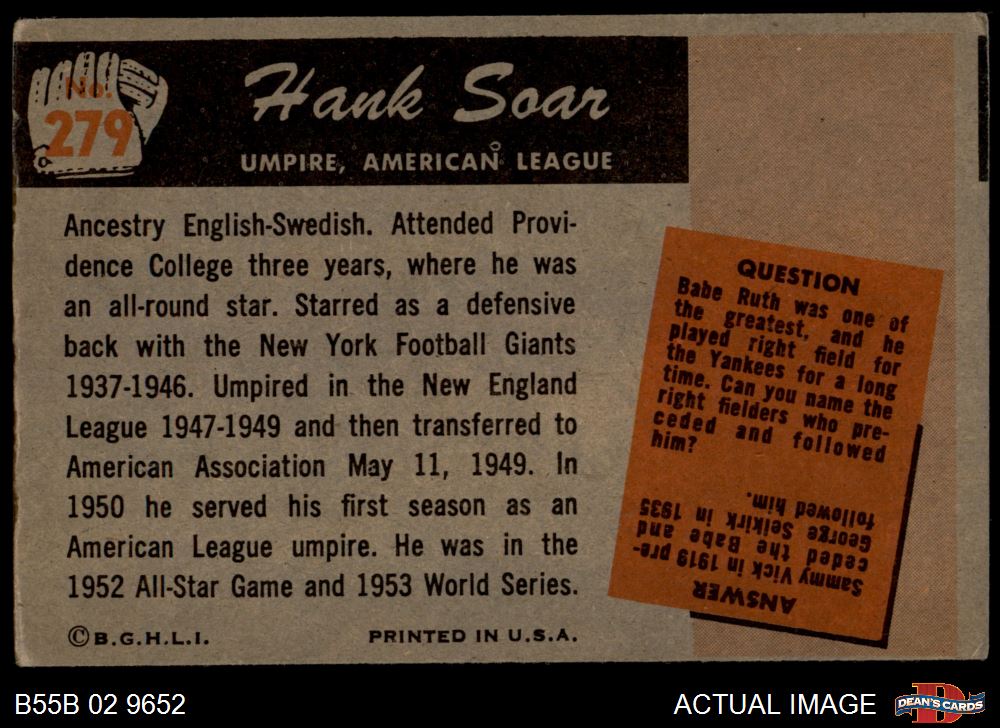 No.
279
Hank Soar
UMPIRE, AMERICAN LEAGUE
Ancestry English-Swedish. Attended Provi-
dence College three years, where he was
an all-round star. Starred as a defensive
back with the New York Football Giants
1937-1946. Umpired in the New England
League 1947-1949 and then transferred to
American Association May 11, 1949. In
1950 he served his first season as an
American League umpire. He was in the
1952 All-Star Game and 1953 World Series.
©B.G.H.L.I.
PRINTED IN U.S.A.
QUESTION
Babe Ruth was one of
the greatest, and he
played right field for
the Yankees for a long
time. Can you name the
right fielders who pre-
ceded and followed
him?
ANSWER
Sammy Vick in 1919 pre-
ceded the Babe and
George Selkirk in 1935
followed him.
B55B 02 9652
ACTUAL IMAGE
D
DEAN'S CARDS